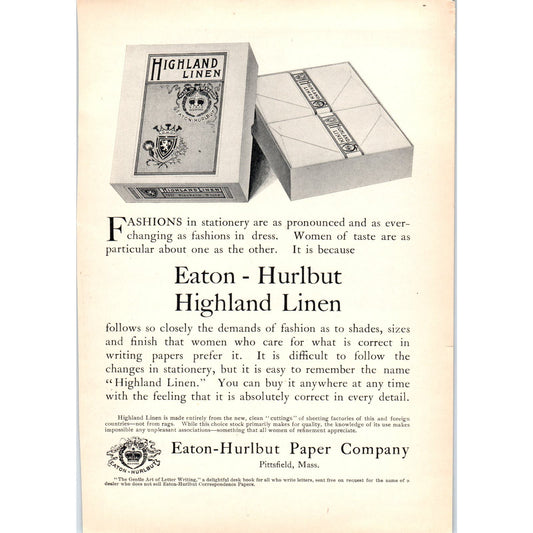 HIGHLAND
LINEN
EATON-HURLBUT
HIGHLAND LINEN
HIGHLAND
LINEN
HIGHLAND
LINEN
FASHIONS in stationery are as pronounced and as ever-
changing as fashions in dress. Women of taste are as
particular about one as the other. It is because
Eaton - Hurlbut
Highland Linen
follows so closely the demands of fashion as to shades, sizes
and finish that women who care for what is correct in
writing papers prefer it. It is difficult to follow the
changes in stationery, but it is easy to remember the name
“Highland Linen.” You can buy it anywhere at any time
with the feeling that it is absolutely correct in every detail.
Highland Linen is made entirely from the new, clean “cuttings” of sheeting factories of this and foreign
countries—not from rags. While this choice stock primarily makes for quality, the knowledge of its use makes
impossible any unpleasant associations—something that all women of refinement appreciate.
EATON-HURLBUT
Eaton-Hurlbut Paper Company
Pittsfield, Mass.
“The Gentle Art of Letter Writing,” a delightful desk book for all who write letters, sent free on request for the name of a
dealer who does not sell Eaton-Hurlbut Correspondence Papers.